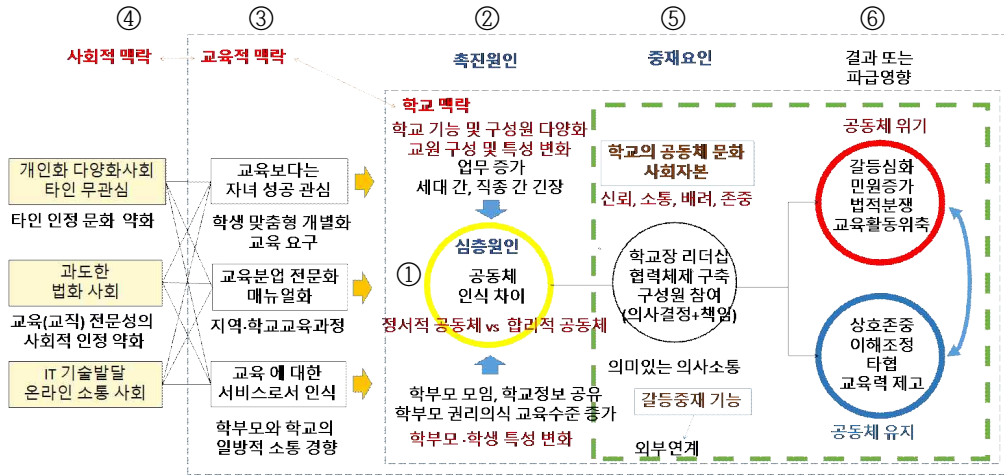 ④
③
②
⑤
⑥
사회적 맥락
교육적 맥락
촉진원인
중재요인
결과 또는
파급영향
학교 맥락
학교 기능 및 구성원 다양화
교원 구성 및 특성 변화
업무 증가
세대 간, 직종 간 긴장
개인화 다양화사회
타인 무관심
타인 인정 문화 약화
과도한
법화 사회
교육(교직) 전문성의
사회적 인정 약화
IT 기술발달
온라인 소통 사회
교육보다는
자녀 성공 관심
학생 맞춤형 개별화
교육 요구
교육분업 전문화
매뉴얼화
지역·학교교육과정
교육 에 대한
서비스로서 인식
학부모와 학교의
일방적 소통 경향
①
심층원인
공동체
인식 차이
정서적 공동체 vs 합리적 공동체
학부모 모임, 학교정보 공유
학부모 권리의식 교육수준 증가
학부모·학생 특성 변화
학교의 공동체 문화
사회자본
신뢰, 소통, 배려, 존중
학교장 리더십
협력체제 구축
구성원 참여
(의사결정+책임)
의미있는 의사소통
갈등중재 기능
외부연계
공동체 위기
갈등심화
민원증가
법적분쟁
교육활동위축
상호존중
이해조정
타협
교육력 제고
공동체 유지